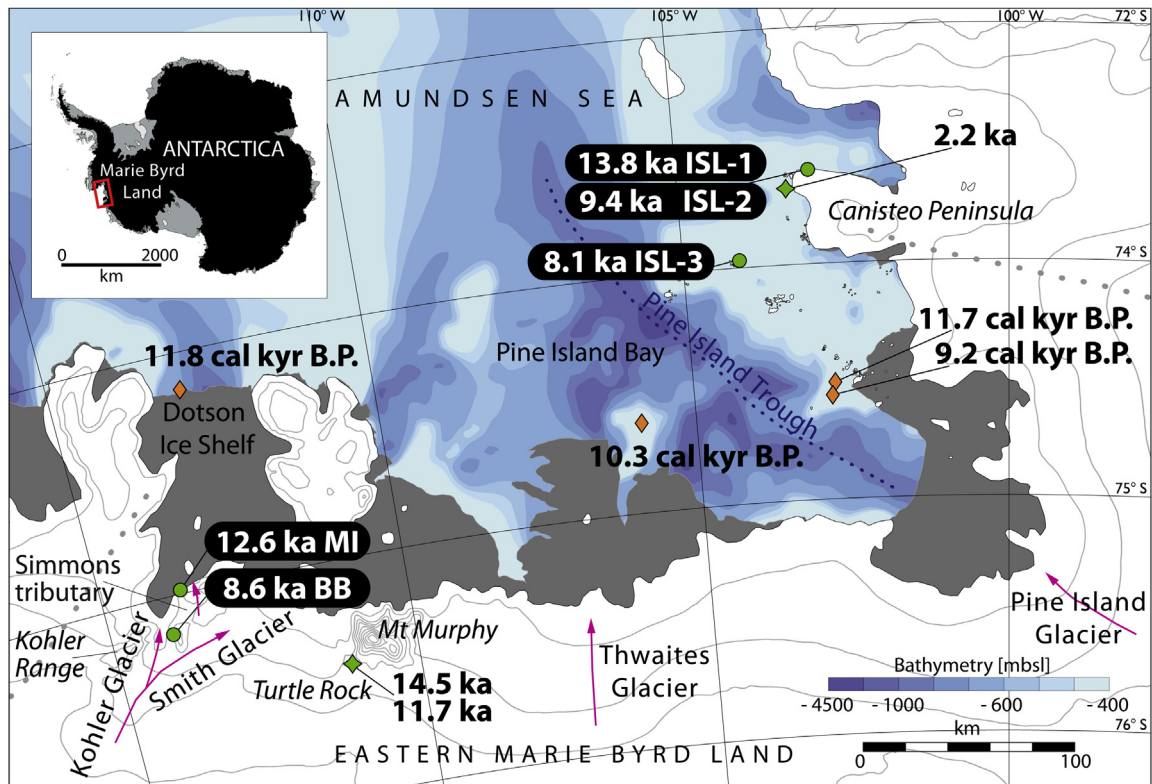 110° W
105° W
100° W
72° S
AMUNDSEN SEA
ANTARCTICA
Marie Byrd
Land
0
2000
km
2.2 ka
13.8 ka ISL-1
9.4 ka ISL-2
Canisteo Peninsula
8.1 ka ISL-3
74° S
Pine Island Trough
11.7 cal kyr B.P.
9.2 cal kyr B.P.
Pine Island Bay
11.8 cal kyr B.P.
Dotson
Ice Shelf
10.3 cal kyr B.P.
75° S
12.6 ka MI
8.6 ka BB
Simmons
tributary
Kohler
Range
Kohler Glacier
Smith Glacier
Mt Murphy
Turtle Rock
14.5 ka
11.7 ka
Thwaites
Glacier
Pine Island
Glacier
Bathymetry [mbsl]
-4500
-1000
-600
-400
km
0
100
76° S
EASTERN MARIE BYRD LAND